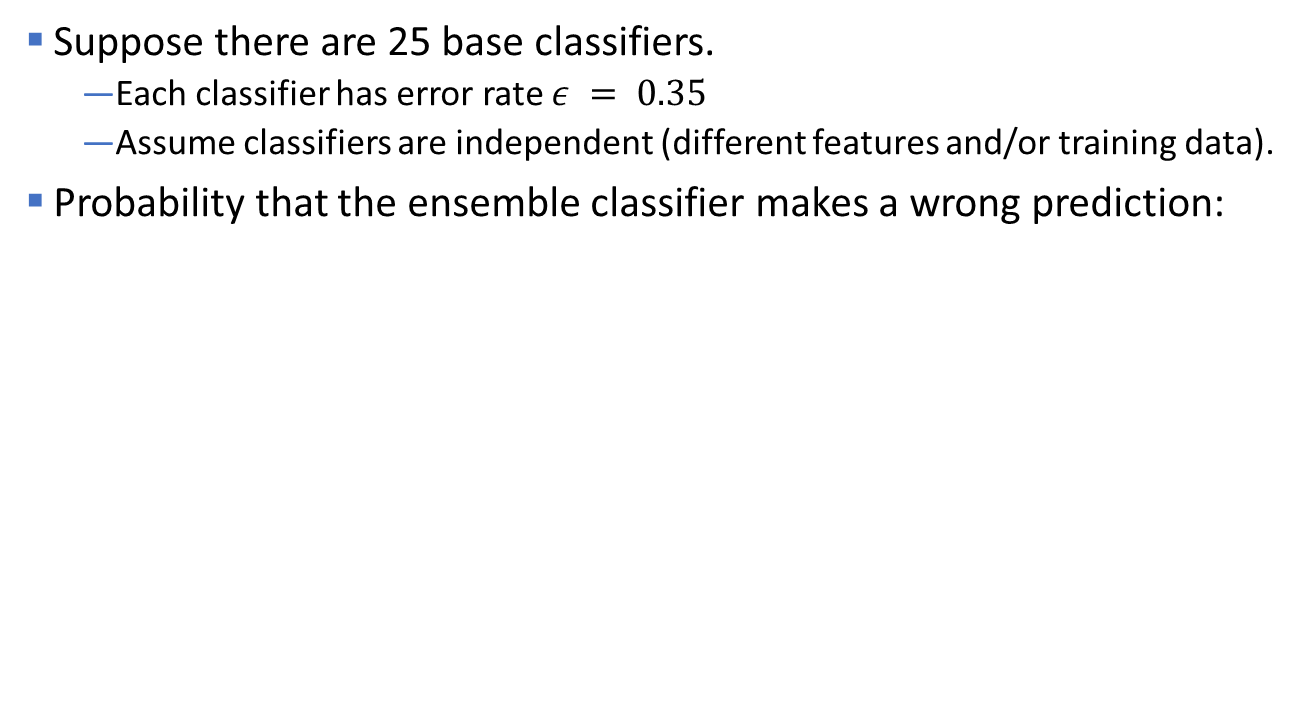 ▪ Suppose there are 25 base classifiers.
—Each classifier has error rate ϵ = 0.35
—Assume classifiers are independent (different features and/or training data).
▪ Probability that the ensemble classifier makes a wrong prediction: